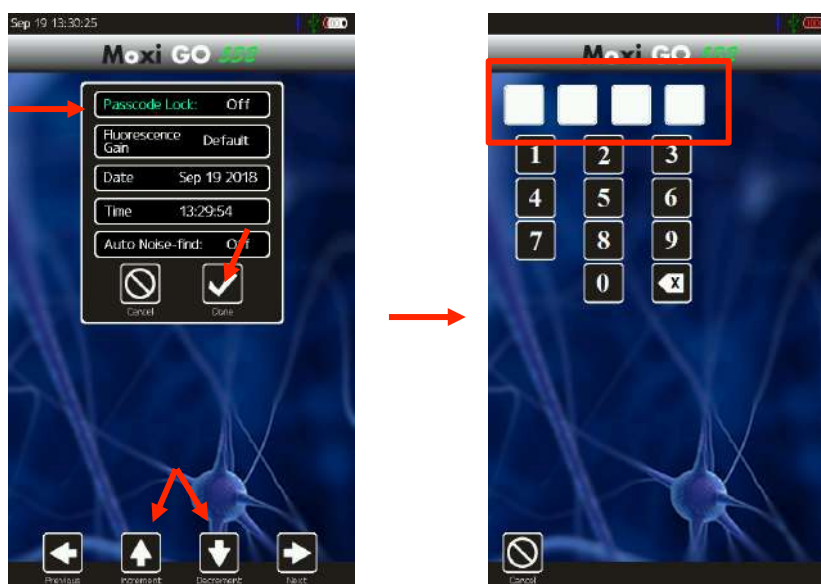 Sep 19 13:30:25
Moxi GO
Passcode Lock: Off
Fluorescence Gain Default
Date Sep 19 2018
Time 13:29:54
Auto Noise-find:
Cancel Done
Previous Increment Decrement Next
Moxi GO
1 2 3
4 5 6
7 8 9
0 X
Cancel